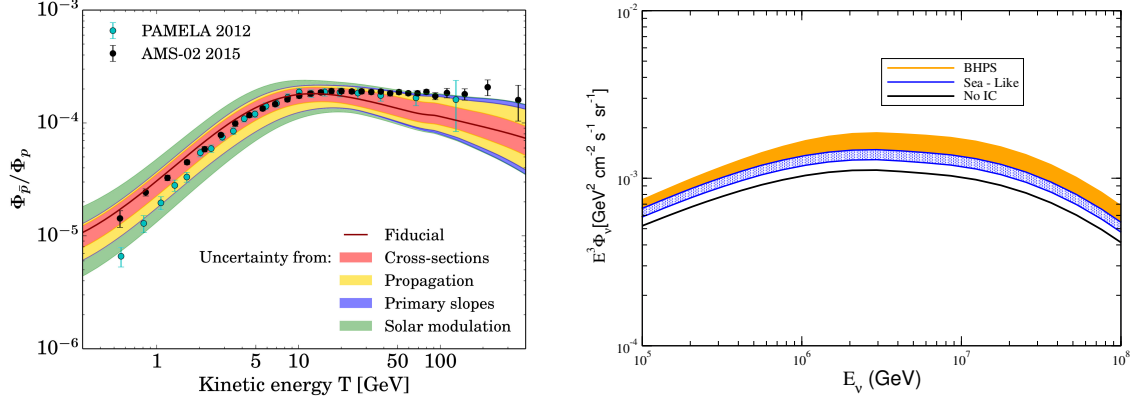 10⁻³
PAMELA 2012
AMS-02 2015
10⁻⁴
Φp̄/Φp
10⁻⁵
Fiducial
Uncertainty from:
Cross-sections
Propagation
Primary slopes
Solar modulation
10⁻⁶
1 5 10 50 100
Kinetic energy T [GeV]
10⁻²
BHPS
Sea - Like
No IC
E³Φν[GeV² cm⁻² s⁻¹ sr⁻¹]
10⁻³
10⁻⁴
10⁵ 10⁶ 10⁷ 10⁸
Eν (GeV)